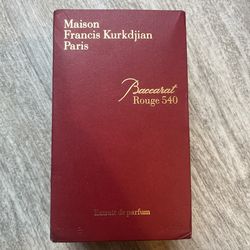 Maison
Francis Kurkdjian
Paris
Baccarat
Rouge 540
Extrait de parfum